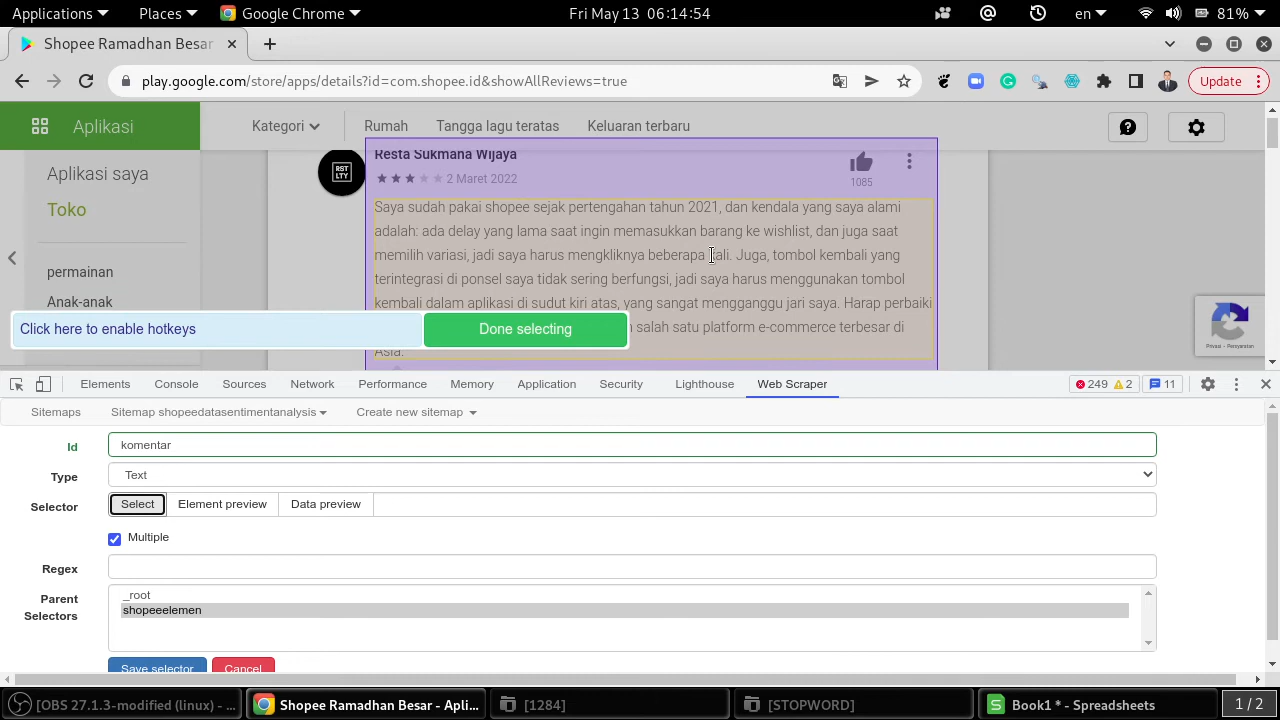 Applications Places Google Chrome Fri May 13 06:14:54 en 81%
Shopee Ramadhan Besar
play.google.com/store/apps/details?id=com.shopee.id&showAllReviews=true Update
Aplikasi Kategori Rumah Tangga lagu teratas Keluaran terbaru
Aplikasi saya
Toko
permainan
Anak-anak
RST
LTY
Resta Sukmana Wijaya
2 Maret 2022 1085
Saya sudah pakai shopee sejak pertengahan tahun 2021, dan kendala yang saya alami
adalah: ada delay yang lama saat ingin memasukkan barang ke wishlist, dan juga saat
memilih variasi, jadi saya harus mengkliknya beberapa kali. Juga, tombol kembali yang
terintegrasi di ponsel saya tidak sering berfungsi, jadi saya harus menggunakan tombol
kembali dalam aplikasi di sudut kiri atas, yang sangat mengganggu jari saya. Harap perbaiki
salah satu platform e-commerce terbesar di
Asia.
Privasi - Persyaratan
Click here to enable hotkeys Done selecting
Elements Console Sources Network Performance Memory Application Security Lighthouse Web Scraper 249 2 11
Sitemaps Sitemap shopeedatasentimentanalysis Create new sitemap
Id komentar
Type Text
Selector Select Element preview Data preview
Multiple
Regex
Parent Selectors
_root
shopeeelemen
Save selector Cancel
[OBS 27.1.3-modified (linux) - ... Shopee Ramadhan Besar - Apli... [1284] [STOPWORD] Book1 * - Spreadsheets 1 / 2